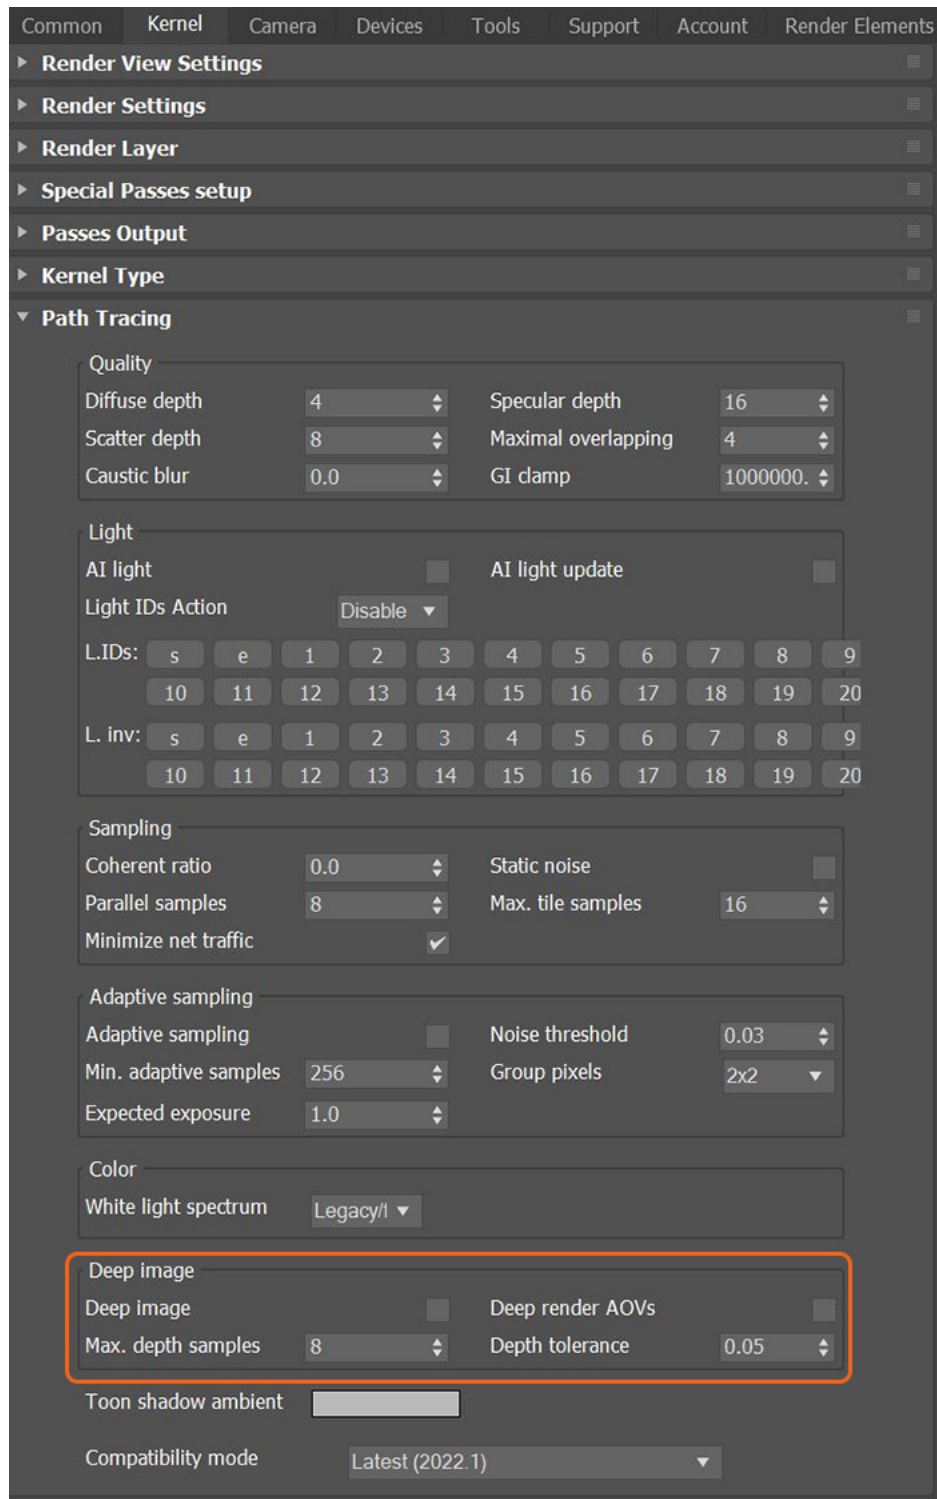 Common Kernel Camera Devices Tools Support Account Render Elements
Render View Settings
Render Settings
Render Layer
Special Passes setup
Passes Output
Kernel Type
Path Tracing
Quality
Diffuse depth 4 Specular depth 16
Scatter depth 8 Maximal overlapping 4
Caustic blur 0.0 GI clamp 1000000.
Light
AI light AI light update
Light IDs Action Disable
L.IDs: s e 1 2 3 4 5 6 7 8 9
10 11 12 13 14 15 16 17 18 19 20
L. inv: s e 1 2 3 4 5 6 7 8 9
10 11 12 13 14 15 16 17 18 19 20
Sampling
Coherent ratio 0.0 Static noise
Parallel samples 8 Max. tile samples 16
Minimize net traffic
Adaptive sampling
Adaptive sampling Noise threshold 0.03
Min. adaptive samples 256 Group pixels 2x2
Expected exposure 1.0
Color
White light spectrum Legacy/
Deep image
Deep image Deep render AOVs
Max. depth samples 8 Depth tolerance 0.05
Toon shadow ambient
Compatibility mode Latest (2022.1)